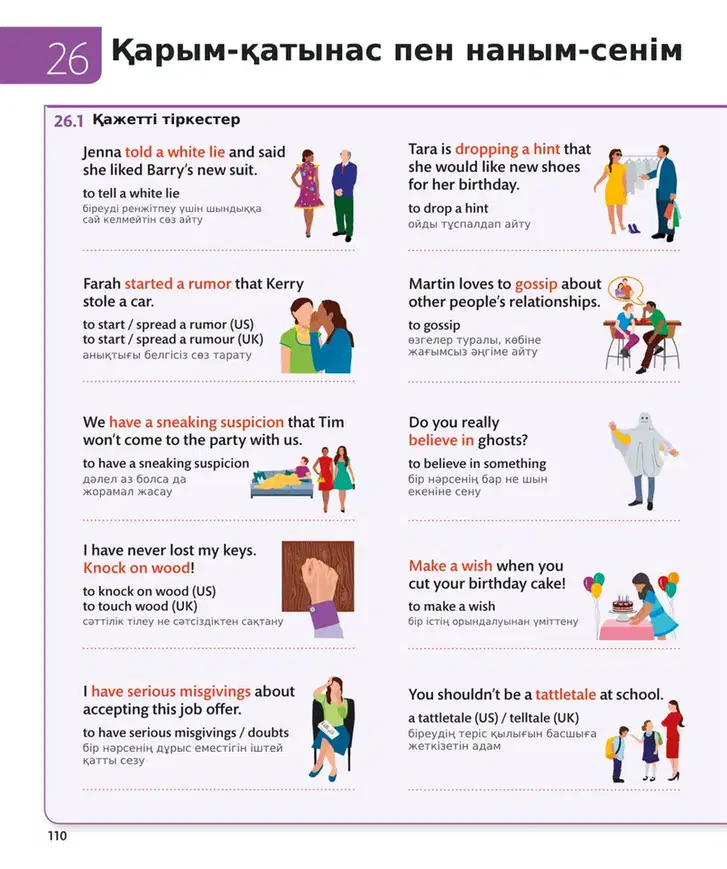 26
Қарым-қатынас пен наным-сенім
26.1 Қажетті тіркестер
Jenna told a white lie and said
she liked Barry's new suit.
to tell a white lie
біреуді ренжітпеу үшін шындыққа
сай келмейтін сөз айту
Tara is dropping a hint that
she would like new shoes
for her birthday.
to drop a hint
ойды тұспалдап айту
Farah started a rumor that Kerry
stole a car.
to start / spread a rumor (US)
to start / spread a rumour (UK)
анықтығы белгісіз сөз тарату
Martin loves to gossip about
other people's relationships.
to gossip
өзгелер туралы, көбіне
жағымсыз әңгіме айту
We have a sneaking suspicion that Tim
won't come to the party with us.
to have a sneaking suspicion
дәлел аз болса да
жорамал жасау
Do you really
believe in ghosts?
to believe in something
бір нәрсенің бар не шын
екеніне сену
I have never lost my keys.
Knock on wood!
to knock on wood (US)
to touch wood (UK)
сәттілік тілеу не сәтсіздіктен сақтану
Make a wish when you
cut your birthday cake!
to make a wish
бір істің орындалуынан үміттену
I have serious misgivings about
accepting this job offer.
to have serious misgivings / doubts
бір нәрсенің дұрыс еместігін іштей
қатты сезу
You shouldn't be a tattletale at school.
a tattletale (US) / telltale (UK)
біреудің теріс қылығын басшыға
жеткізетін адам
110